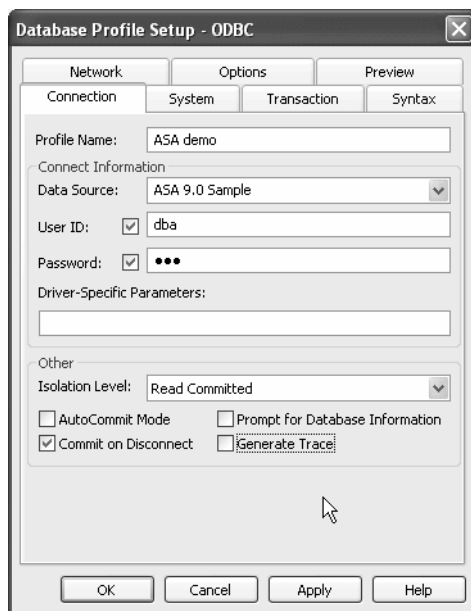 Database Profile Setup - ODBC
Network Options Preview
Connection System Transaction Syntax
Profile Name: ASA demo
Connect Information
Data Source: ASA 9.0 Sample
User ID: dba
Password: •••
Driver-Specific Parameters:
Other
Isolation Level: Read Committed
AutoCommit Mode Prompt for Database Information
Commit on Disconnect Generate Trace
OK Cancel Apply Help